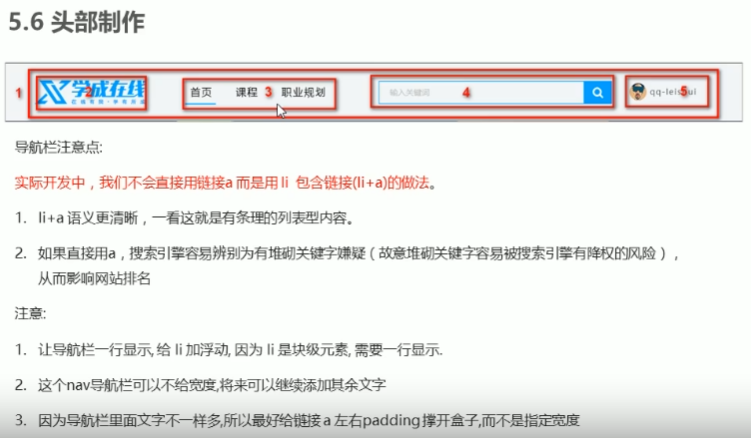 5.6 头部制作
1
学成在线
2
首页
课程
3
职业规划
输入关键词
4
5
导航栏注意点:
实际开发中，我们不会直接用链接a 而是用 li 包含链接(li+a)的做法。
1. li+a 语义更清晰，一看这就是有条理的列表型内容。
2. 如果直接用a，搜索引擎容易辨别为有堆砌关键字嫌疑（故意堆砌关键字容易被搜索引擎有降权的风险），
从而影响网站排名
注意:
1. 让导航栏一行显示, 给 li 加浮动, 因为 li 是块级元素, 需要一行显示.
2. 这个nav导航栏可以不给宽度,将来可以继续添加其余文字
3. 因为导航栏里面文字不一样多,所以最好给链接 a 左右padding 撑开盒子,而不是指定宽度